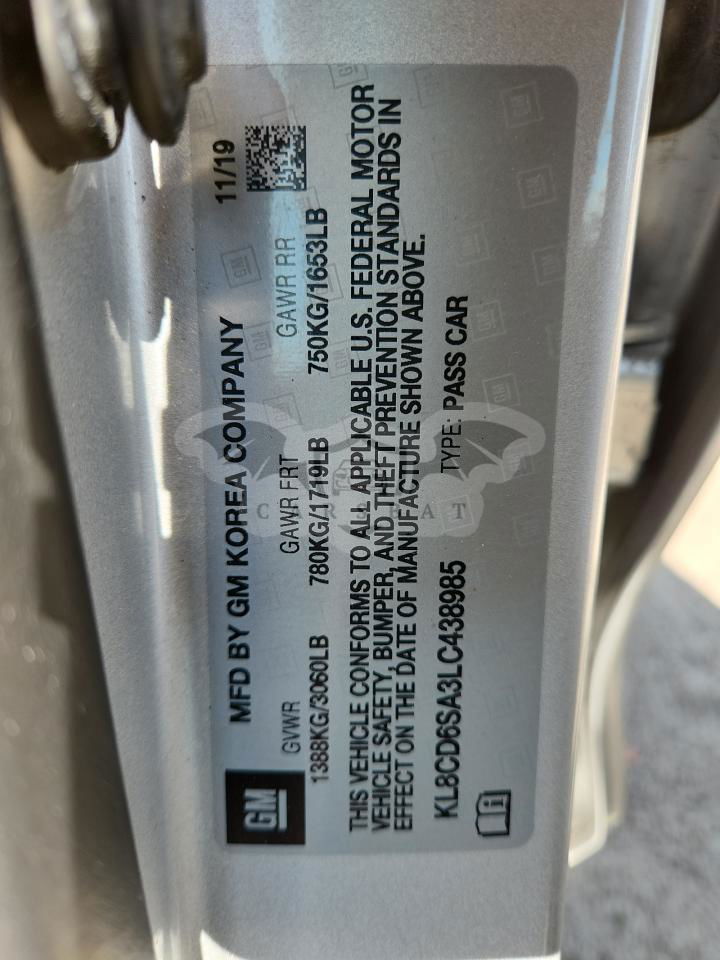 GM
MFD BY GM KOREA COMPANY 11/19
GVWR GAWR FRT GAWR RR
1388KG/3060LB 780KG/1719LB 750KG/1653LB
THIS VEHICLE CONFORMS TO ALL APPLICABLE U.S. FEDERAL MOTOR
VEHICLE SAFETY, BUMPER, AND THEFT PREVENTION STANDARDS IN
EFFECT ON THE DATE OF MANUFACTURE SHOWN ABOVE.
KL8CD6SA3LC438985 TYPE: PASS CAR
CARSBAT